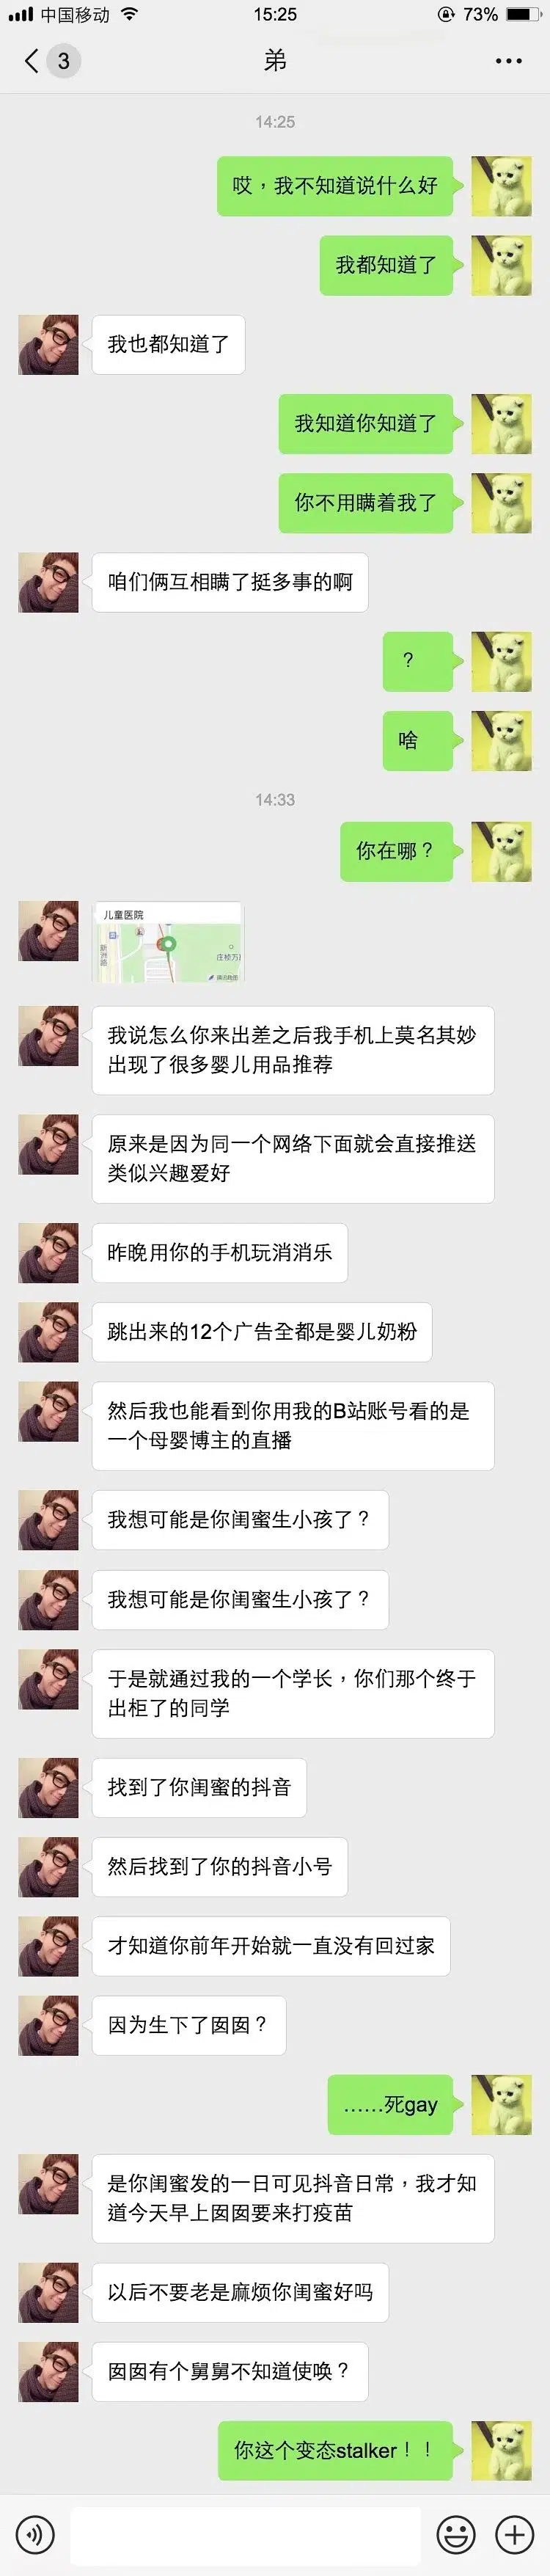 中国移动
15:25
73%
3
弟
14:25
哎，我不知道说什么好
我都知道了
我也都知道了
我知道你知道了
你不用瞒着我了
咱们俩互相瞒了挺多事的啊
？
啥
14:33
你在哪？
儿童医院
新洲路
庄桢万
腾讯地图
我说怎么你来出差之后我手机上莫名其妙
出现了很多婴儿用品推荐
原来是因为同一个网络下面就会直接推送
类似兴趣爱好
昨晚用你的手机玩消消乐
跳出来的12个广告全都是婴儿奶粉
然后我也能看到你用我的B站账号看的是
一个母婴博主的直播
我想可能是你闺蜜生小孩了？
我想可能是你闺蜜生小孩了？
于是就通过我的一个学长，你们那个终于
出柜了的同学
找到了你闺蜜的抖音
然后找到了你的抖音小号
才知道你前年开始就一直没有回过家
因为生下了囡囡？
……死gay
是你闺蜜发的一日可见抖音日常，我才知
道今天早上囡囡要来打疫苗
以后不要老是麻烦你闺蜜好吗
囡囡有个舅舅不知道使唤？
你这个变态stalker！！